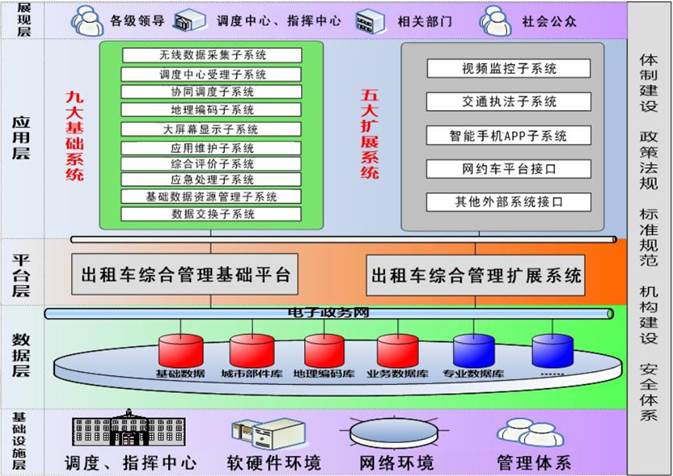 展现层
各级领导
调度中心、指挥中心
相关部门
社会公众
应用层
九大基础系统
无线数据采集子系统
调度中心受理子系统
协同调度子系统
地理编码子系统
大屏幕显示子系统
应用维护子系统
综合评价子系统
应急处理子系统
基础数据资源管理子系统
数据交换子系统
五大扩展系统
视频监控子系统
交通执法子系统
智能手机APP子系统
网约车平台接口
其他外部系统接口
平台层
出租车综合管理基础平台
出租车综合管理扩展系统
数据层
电子政务网
基础数据
城市部件库
地理编码库
业务数据库
专业数据库
……
基础设施层
调度、指挥中心
软硬件环境
网络环境
管理体系
体制建设 政策法规 标准规范 机构建设 安全体系